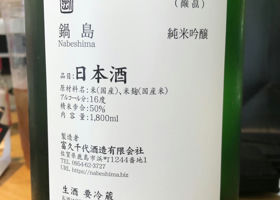 鍋島
Nabeshima
純米吟醸
品目:日本酒
原材料名:米(国産)、米麹(国産米)
アルコール分:16度
精米歩合:50%
内容量:1,800ml
製造者
富久千代酒造有限会社
佐賀県鹿島市浜町1244番地1
TEL 0954-62-3727
URL https://nabeshima.biz
生酒 要冷蔵